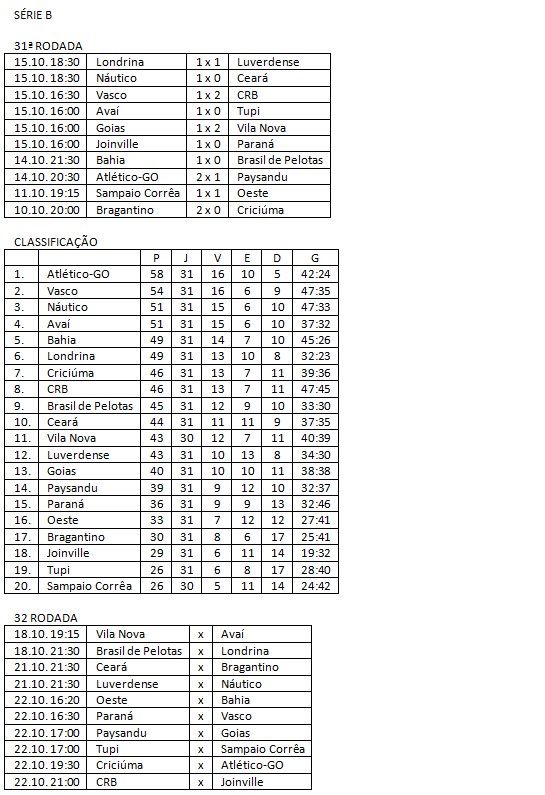 SÉRIE B
31ª RODADA
15.10. 18:30 Londrina 1 x 1 Luverdense
15.10. 18:30 Náutico 1 x 0 Ceará
15.10. 16:30 Vasco 1 x 2 CRB
15.10. 16:00 Avaí 1 x 0 Tupi
15.10. 16:00 Goias 1 x 2 Vila Nova
15.10. 16:00 Joinville 1 x 0 Paraná
14.10. 21:30 Bahia 1 x 0 Brasil de Pelotas
14.10. 20:30 Atlético-GO 2 x 1 Paysandu
11.10. 19:15 Sampaio Corrêa 1 x 1 Oeste
10.10. 20:00 Bragantino 2 x 0 Criciúma
CLASSIFICAÇÃO
P J V E D G
1. Atlético-GO 58 31 16 10 5 42:24
2. Vasco 54 31 16 6 9 47:35
3. Náutico 51 31 15 6 10 47:33
4. Avaí 51 31 15 6 10 37:32
5. Bahia 49 31 14 7 10 45:26
6. Londrina 49 31 13 10 8 32:23
7. Criciúma 46 31 13 7 11 39:36
8. CRB 46 31 13 7 11 47:45
9. Brasil de Pelotas 45 31 12 9 10 33:30
10. Ceará 44 31 11 11 9 37:35
11. Vila Nova 43 30 12 7 11 40:39
12. Luverdense 43 31 10 13 8 34:30
13. Goias 40 31 10 10 11 38:38
14. Paysandu 39 31 9 12 10 32:37
15. Paraná 36 31 9 9 13 32:46
16. Oeste 33 31 7 12 12 27:41
17. Bragantino 30 31 8 6 17 25:41
18. Joinville 29 31 6 11 14 19:32
19. Tupi 26 31 6 8 17 28:40
20. Sampaio Corrêa 26 30 5 11 14 24:42
32 RODADA
18.10. 19:15 Vila Nova x Avaí
18.10. 21:30 Brasil de Pelotas x Londrina
21.10. 21:30 Ceará x Bragantino
21.10. 21:30 Luverdense x Náutico
22.10. 16:20 Oeste x Bahia
22.10. 16:30 Paraná x Vasco
22.10. 17:00 Paysandu x Goias
22.10. 17:00 Tupi x Sampaio Corrêa
22.10. 19:30 Criciúma x Atlético-GO
22.10. 21:00 CRB x Joinville